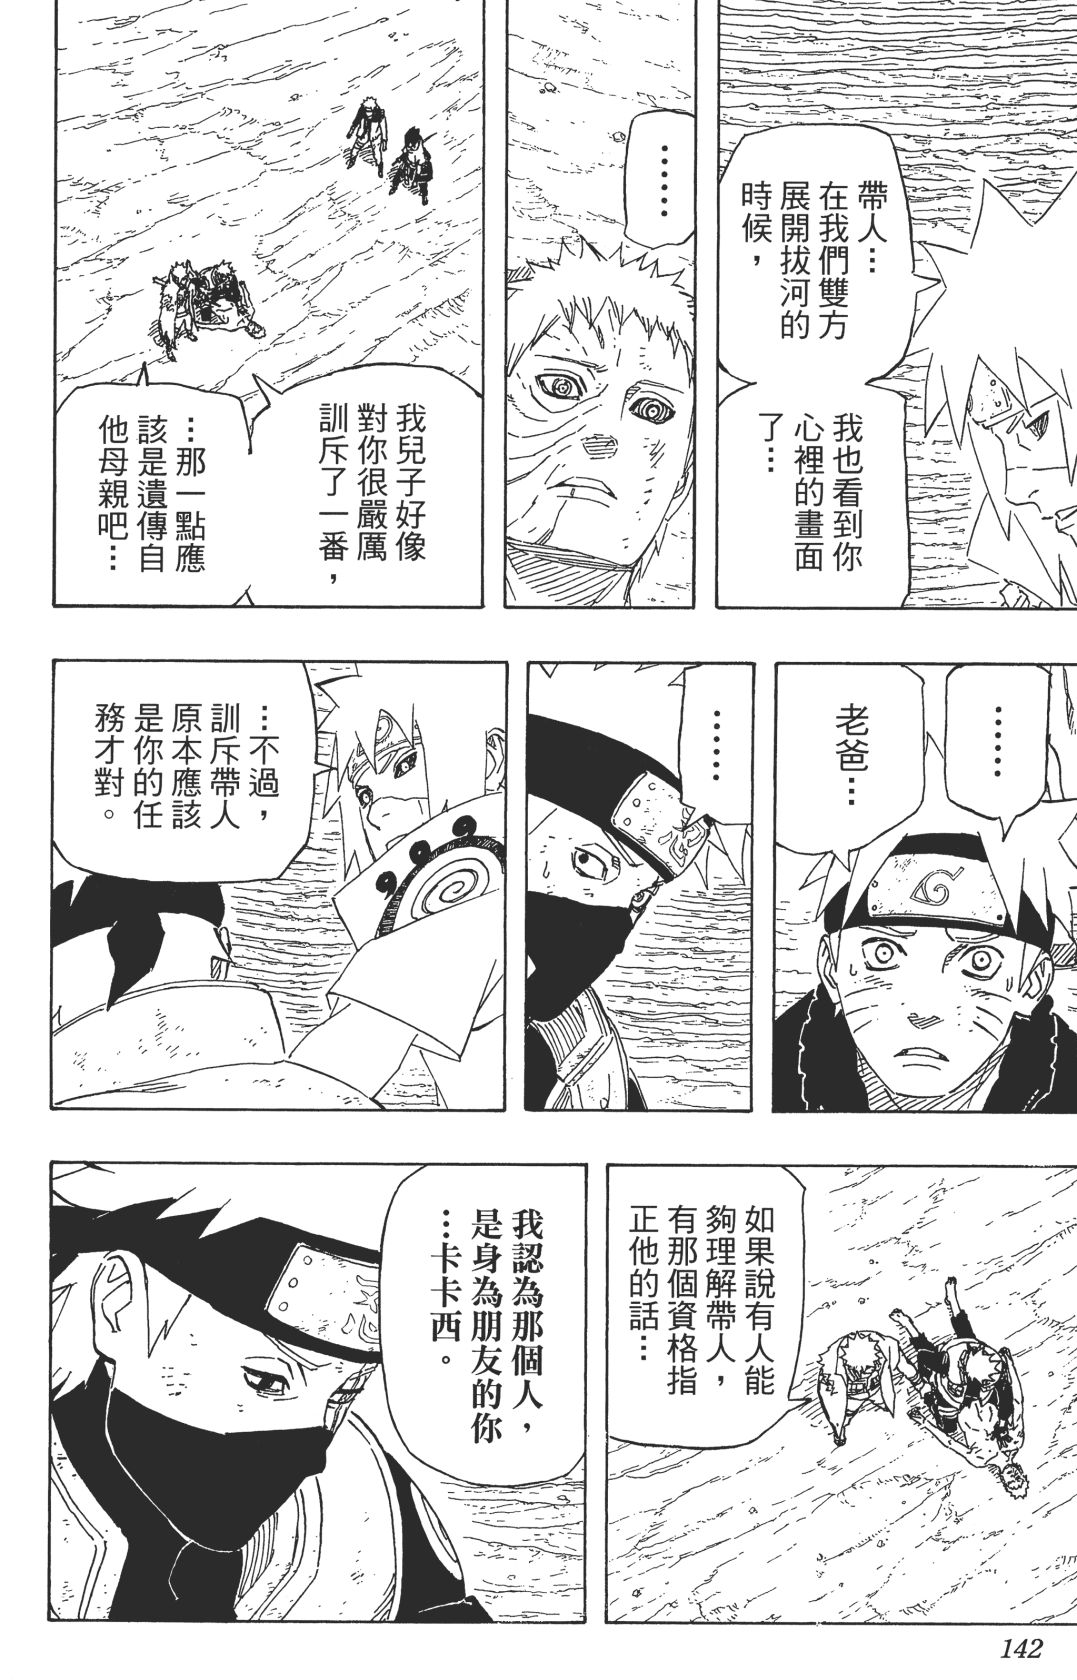 帶人…
在我們雙方
展開拔河的
時候，
我也看到你
心裡的畫面
了…
……
我兒子好像
對你很嚴厲
訓斥了一番，
…那一點應
該是遺傳自
他母親吧…
……
老爸…
……
…不過，
訓斥帶人
原本應該
是你的任
務才對。
如果說有人能
夠理解帶人，
有那個資格指
正他的話…
我認為那個人，
是身為朋友的你
…卡卡西。
142